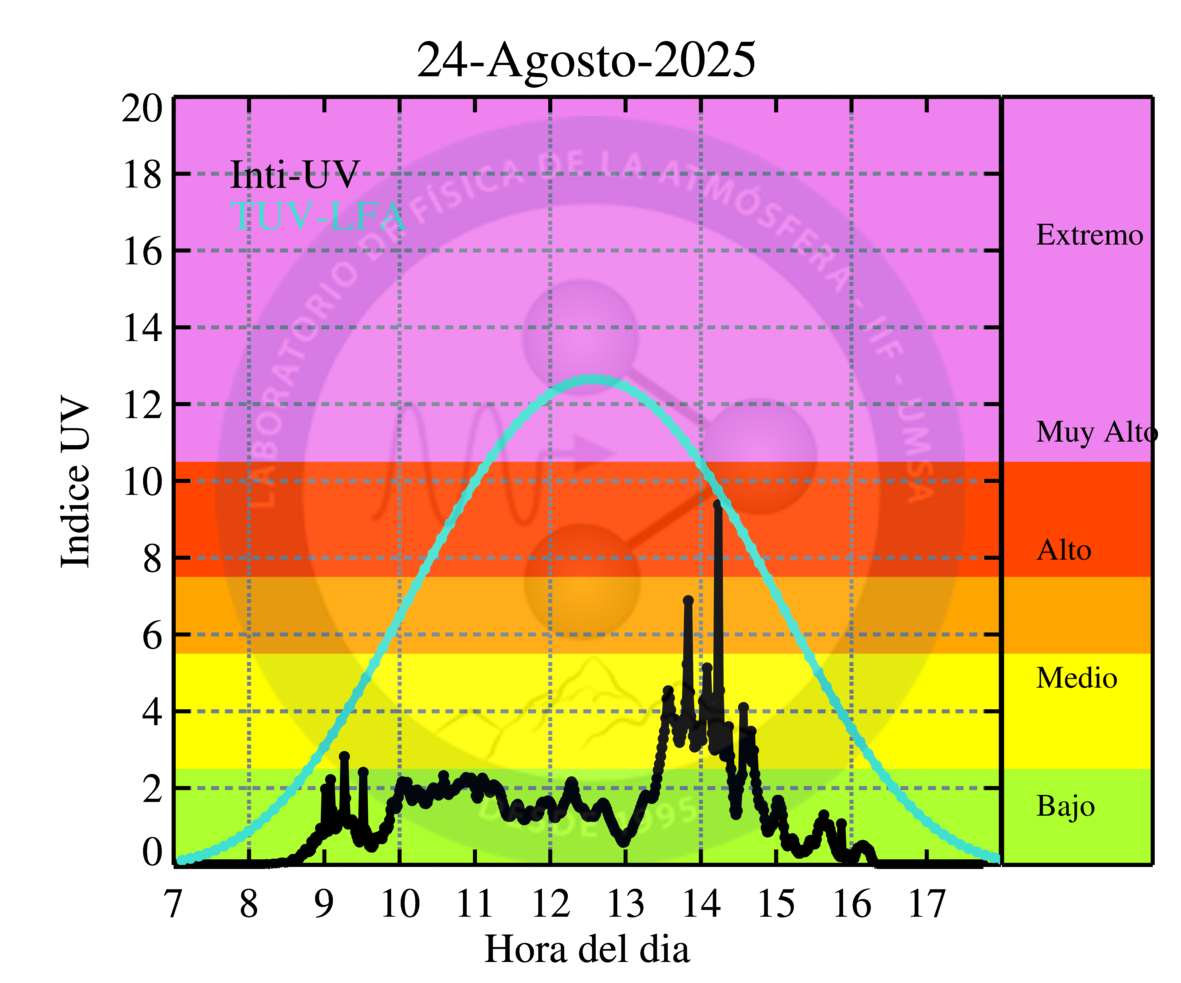 24-Agosto-2025
20
18
16
14
12
10
8
6
4
2
0
Indice UV
Inti-UV
TUV-LFA
LABORATORIO DE FÍSICA DE LA ATMÓSFERA - IIF - UMSA
DESDE 1995
Extremo
Muy Alto
Alto
Medio
Bajo
7 8 9 10 11 12 13 14 15 16 17
Hora del dia